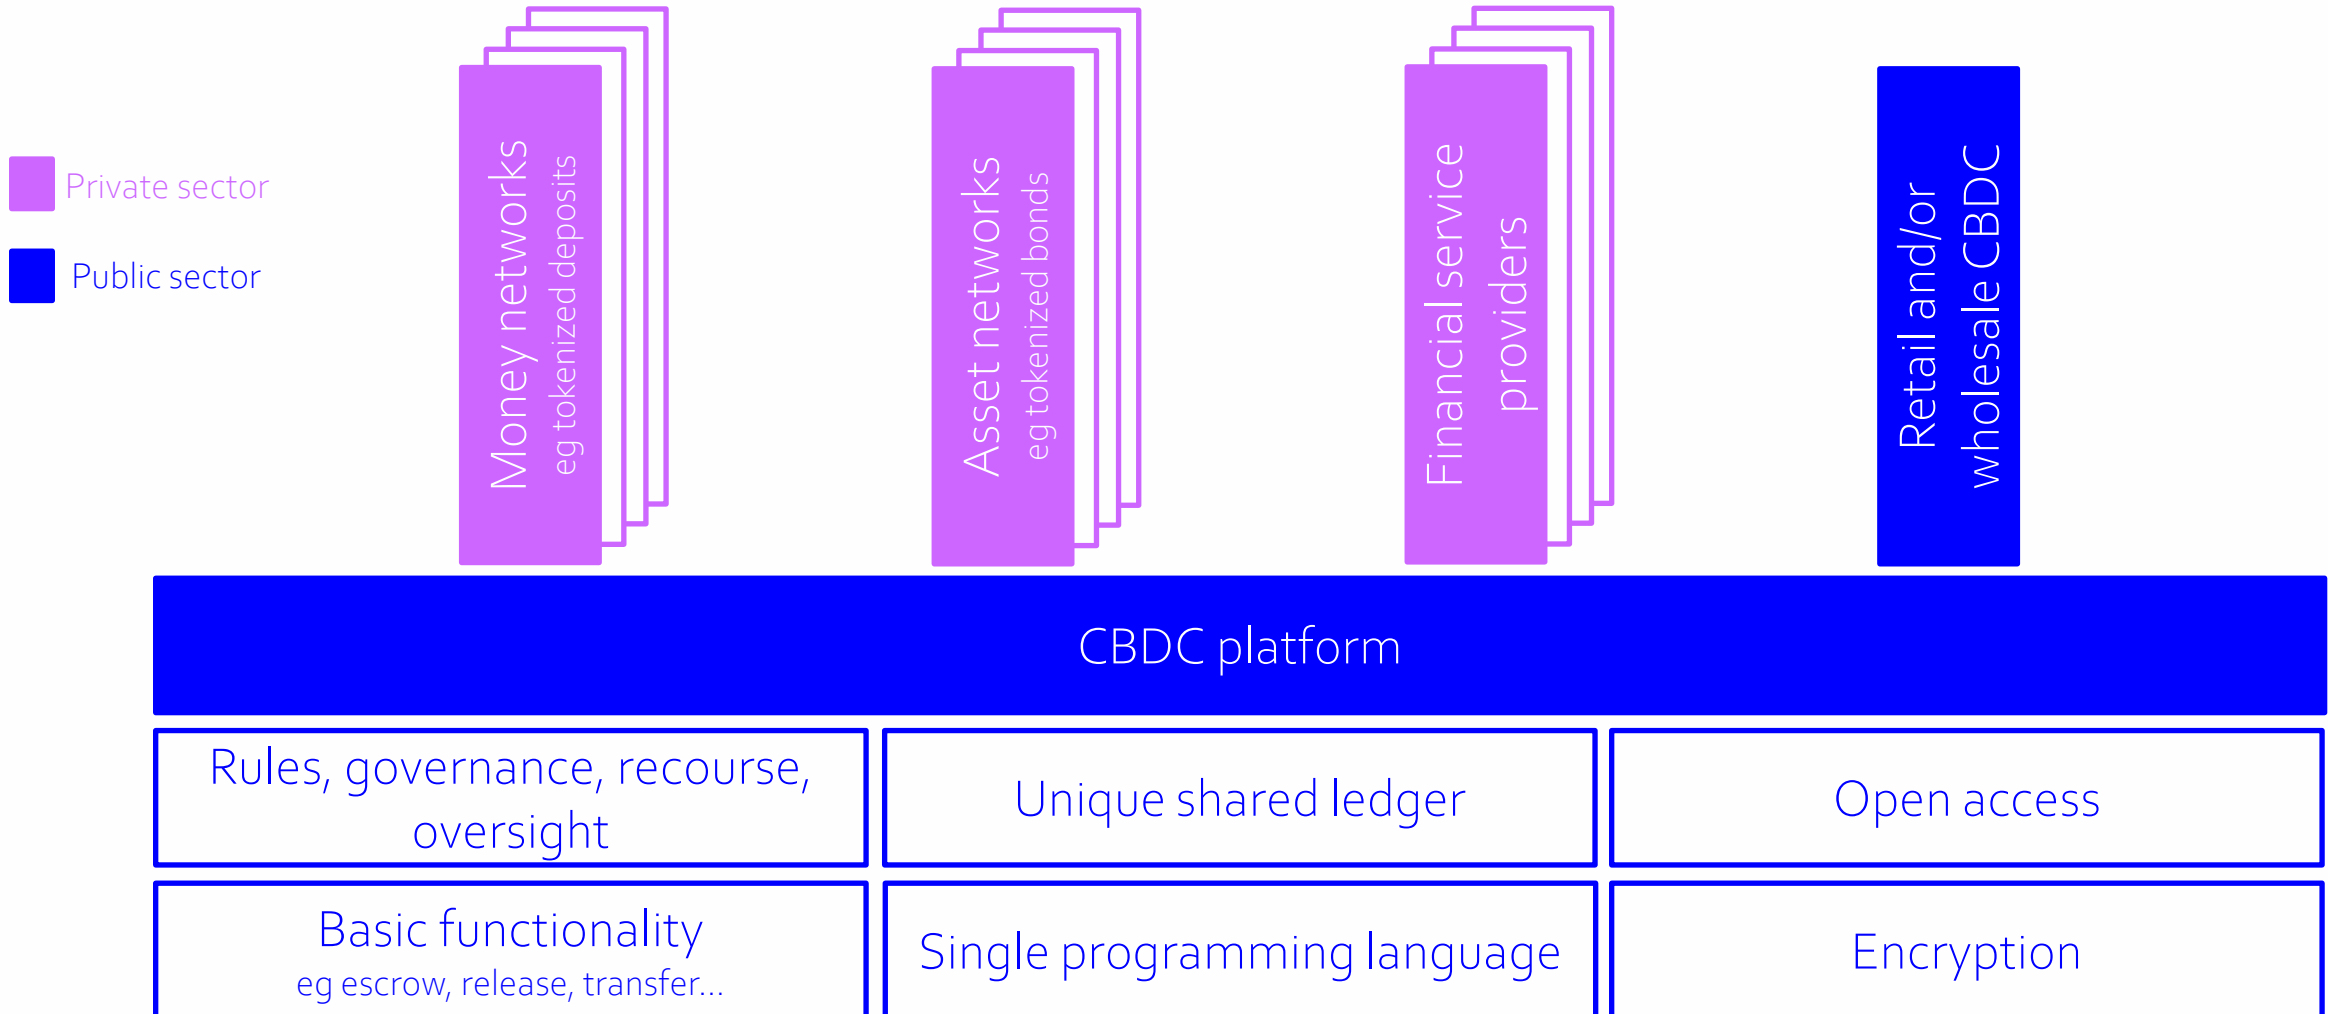 Private sector
Public sector
Money networks
eg tokenized deposits
Asset networks
eg tokenized bonds
Financial service
providers
Retail and/or
wholesale CBDC
CBDC platform
Rules, governance, recourse,
oversight
Unique shared ledger
Open access
Basic functionality
eg escrow, release, transfer...
Single programming language
Encryption